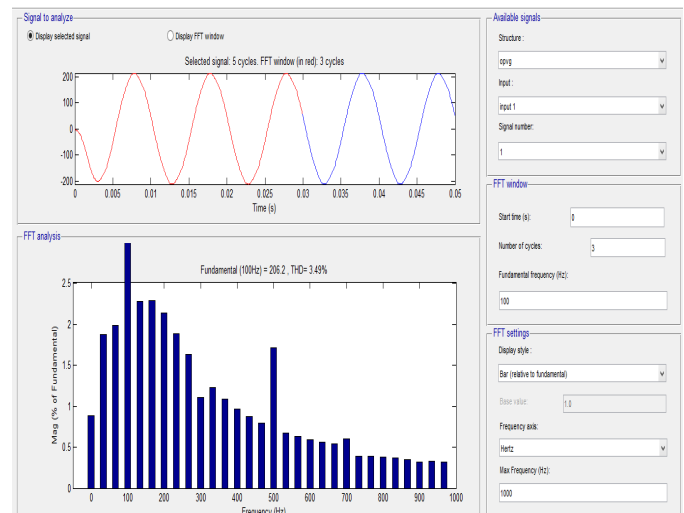 Signal to analyze
Display selected signal
Display FFT window
Selected signal: 5 cycles. FFT window (in red): 3 cycles
200
100
0
-100
-200
0 0.005 0.01 0.015 0.02 0.025 0.03 0.035 0.04 0.045 0.05
Time (s)
FFT analysis
Fundamental (100Hz) = 206.2 , THD= 3.49%
2.5
2
1.5
1
0.5
0
Mag (% of Fundamental)
0 100 200 300 400 500 600 700 800 900 1000
Frequency (Hz)
Available signals
Structure :
opvg
Input :
input 1
Signal number:
1
FFT window
Start time (s):
0
Number of cycles:
3
Fundamental frequency (Hz):
100
FFT settings
Display style :
Bar (relative to fundamental)
Base value:
1.0
Frequency axis:
Hertz
Max Frequency (Hz):
1000